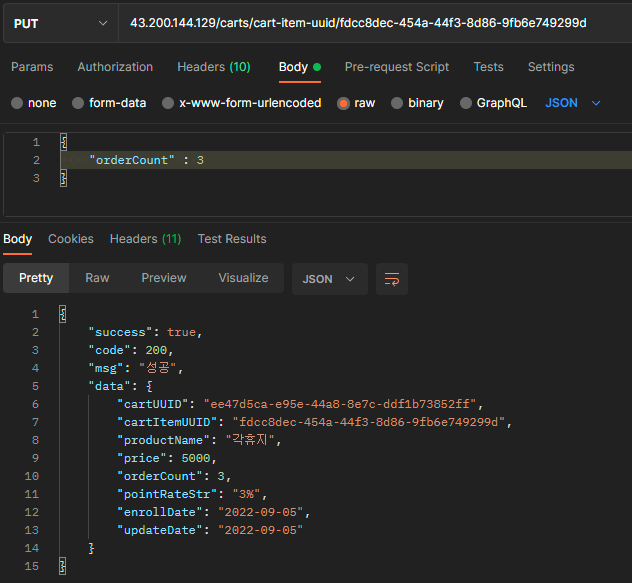 PUT 43.200.144.129/carts/cart-item-uuid/fdcc8dec-454a-44f3-8d86-9fb6e749299d
Params Authorization Headers (10) Body Pre-request Script Tests Settings
none form-data x-www-form-urlencoded raw binary GraphQL JSON
1 {
2 "orderCount" : 3
3 }
Body Cookies Headers (11) Test Results
Pretty Raw Preview Visualize JSON
1 {
2 "success": true,
3 "code": 200,
4 "msg": "성공",
5 "data": {
6 "cartUUID": "ee47d5ca-e95e-44a8-8e7c-ddf1b73852ff",
7 "cartItemUUID": "fdcc8dec-454a-44f3-8d86-9fb6e749299d",
8 "productName": "각휴지",
9 "price": 5000,
10 "orderCount": 3,
11 "pointRateStr": "3%",
12 "enrollDate": "2022-09-05",
13 "updateDate": "2022-09-05"
14 }
15 }